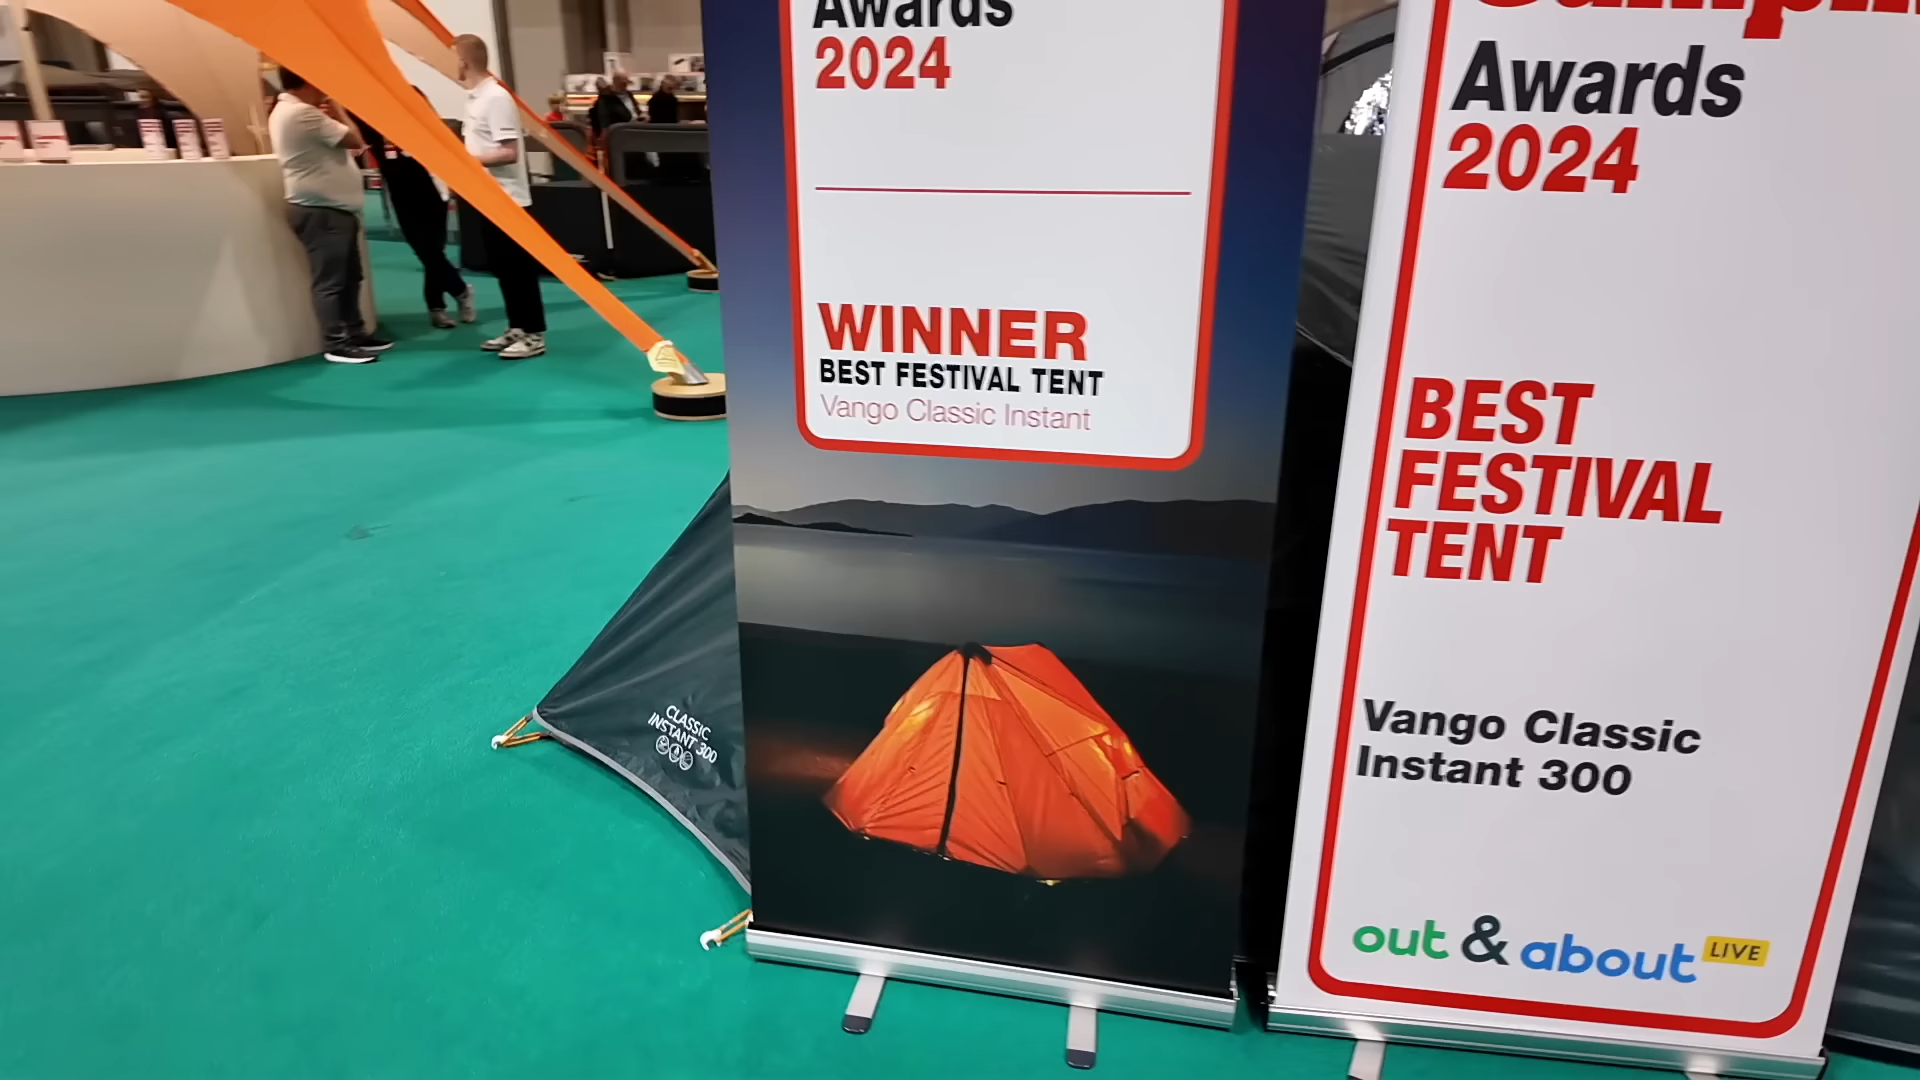 Awards
2024
WINNER
BEST FESTIVAL TENT
Vango Classic Instant
CLASSIC
INSTANT 300
Awards
2024
BEST
FESTIVAL
TENT
Vango Classic
Instant 300
out & about LIVE